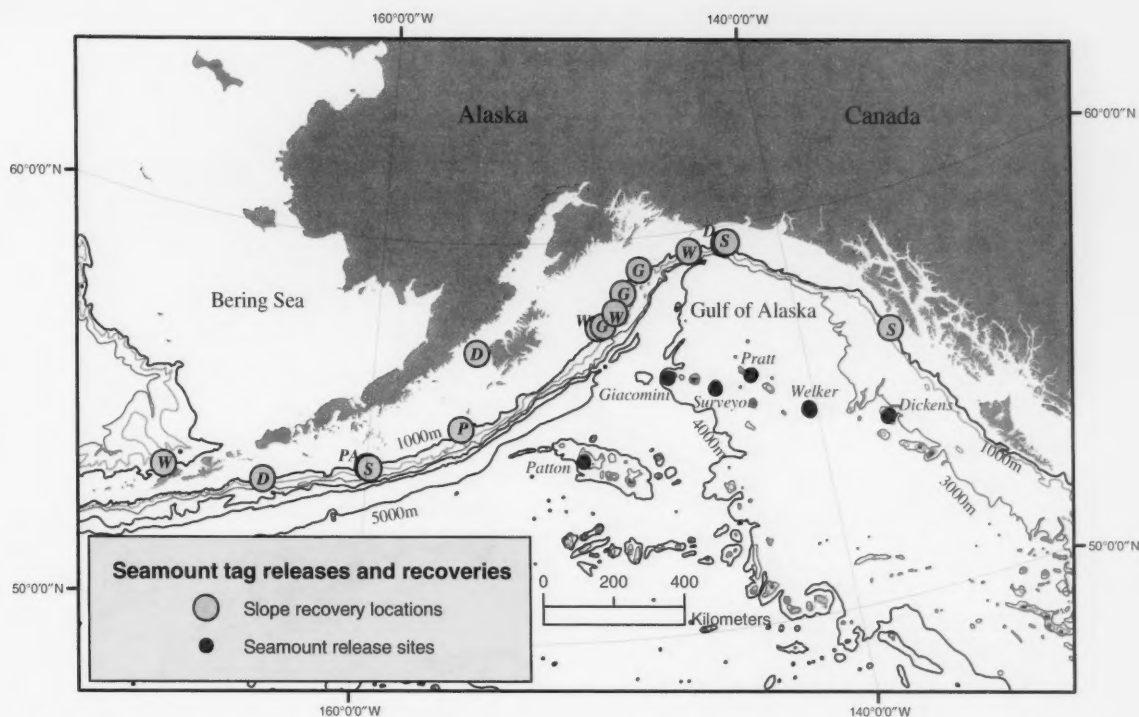 160°0'0"W
140°0'0"W
Alaska
Canada
60°0'0"N
60°0'0"N
D
S
W
G
Bering Sea
G
Gulf of Alaska
W
W
G
S
D
Pratt
Giacomini
Surveyo
Welker
Dickens
P
1000m
4000m
1000m
PA
S
W
Patton
D
3000m
5000m
50°0'0"N
Seamount tag releases and recoveries
0 200 400
50°0'0"N
Slope recovery locations
Kilometers
Seamount release sites
160°0'0"W
140°0'0"W